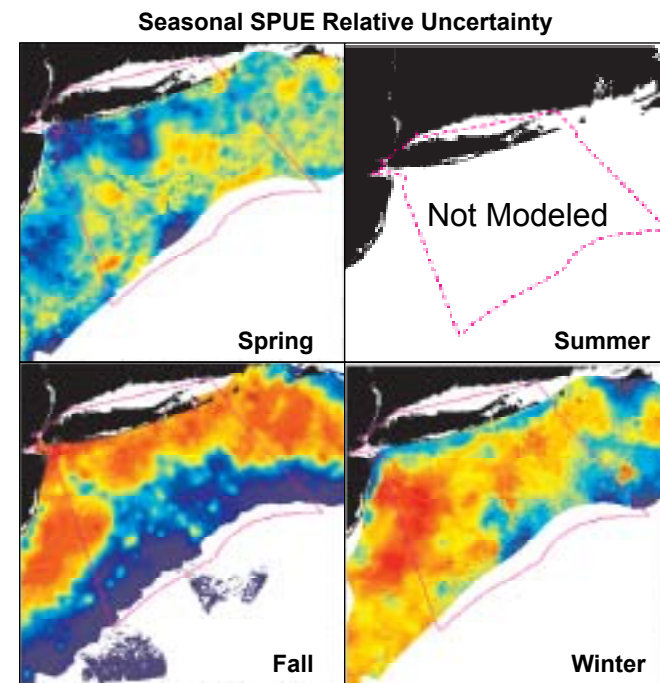 Seasonal SPUE Relative Uncertainty
Spring
Not Modeled
Summer
Fall
Winter